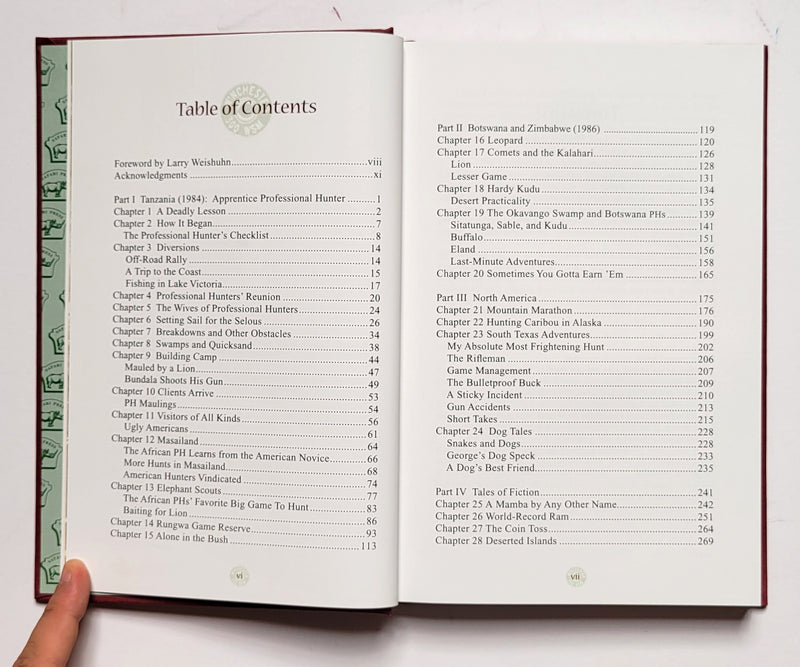 Table of Contents
Foreword by Larry Weishuhn....viii
Acknowledgments....xi
Part I Tanzania (1984): Apprentice Professional Hunter....1
Chapter 1 A Deadly Lesson....2
Chapter 2 How It Began....7
The Professional Hunter's Checklist....8
Chapter 3 Diversions....14
Off-Road Rally....14
A Trip to the Coast....15
Fishing in Lake Victoria....17
Chapter 4 Professional Hunters' Reunion....20
Chapter 5 The Wives of Professional Hunters....24
Chapter 6 Setting Sail for the Selous....26
Chapter 7 Breakdowns and Other Obstacles....34
Chapter 8 Swamps and Quicksand....38
Chapter 9 Building Camp....44
Mauled by a Lion....47
Bundala Shoots His Gun....49
Chapter 10 Clients Arrive....53
PH Maulings....54
Chapter 11 Visitors of All Kinds....56
Ugly Americans....61
Chapter 12 Masailand....64
The African PH Learns from the American Novice....66
More Hunts in Masailand....68
American Hunters Vindicated....74
Chapter 13 Elephant Scouts....77
The African PHs' Favorite Big Game To Hunt....83
Baiting for Lion....86
Chapter 14 Rungwa Game Reserve....93
Chapter 15 Alone in the Bush....113
vi
Part II Botswana and Zimbabwe (1986)....119
Chapter 16 Leopard....120
Chapter 17 Comets and the Kalahari....126
Lion....128
Lesser Game....131
Chapter 18 Hardy Kudu....134
Desert Practicality....135
Chapter 19 The Okavango Swamp and Botswana PHs....139
Sitatunga, Sable, and Kudu....141
Buffalo....151
Eland....156
Last-Minute Adventures....158
Chapter 20 Sometimes You Gotta Earn 'Em....165
Part III North America....175
Chapter 21 Mountain Marathon....176
Chapter 22 Hunting Caribou in Alaska....190
Chapter 23 South Texas Adventures....199
My Absolute Most Frightening Hunt....202
The Rifleman....206
Game Management....207
The Bulletproof Buck....209
A Sticky Incident....210
Gun Accidents....213
Short Takes....215
Chapter 24 Dog Tales....228
Snakes and Dogs....228
George's Dog Speck....233
A Dog's Best Friend....235
Part IV Tales of Fiction....241
Chapter 25 A Mamba by Any Other Name....242
Chapter 26 World-Record Ram....251
Chapter 27 The Coin Toss....264
Chapter 28 Deserted Islands....269
vii